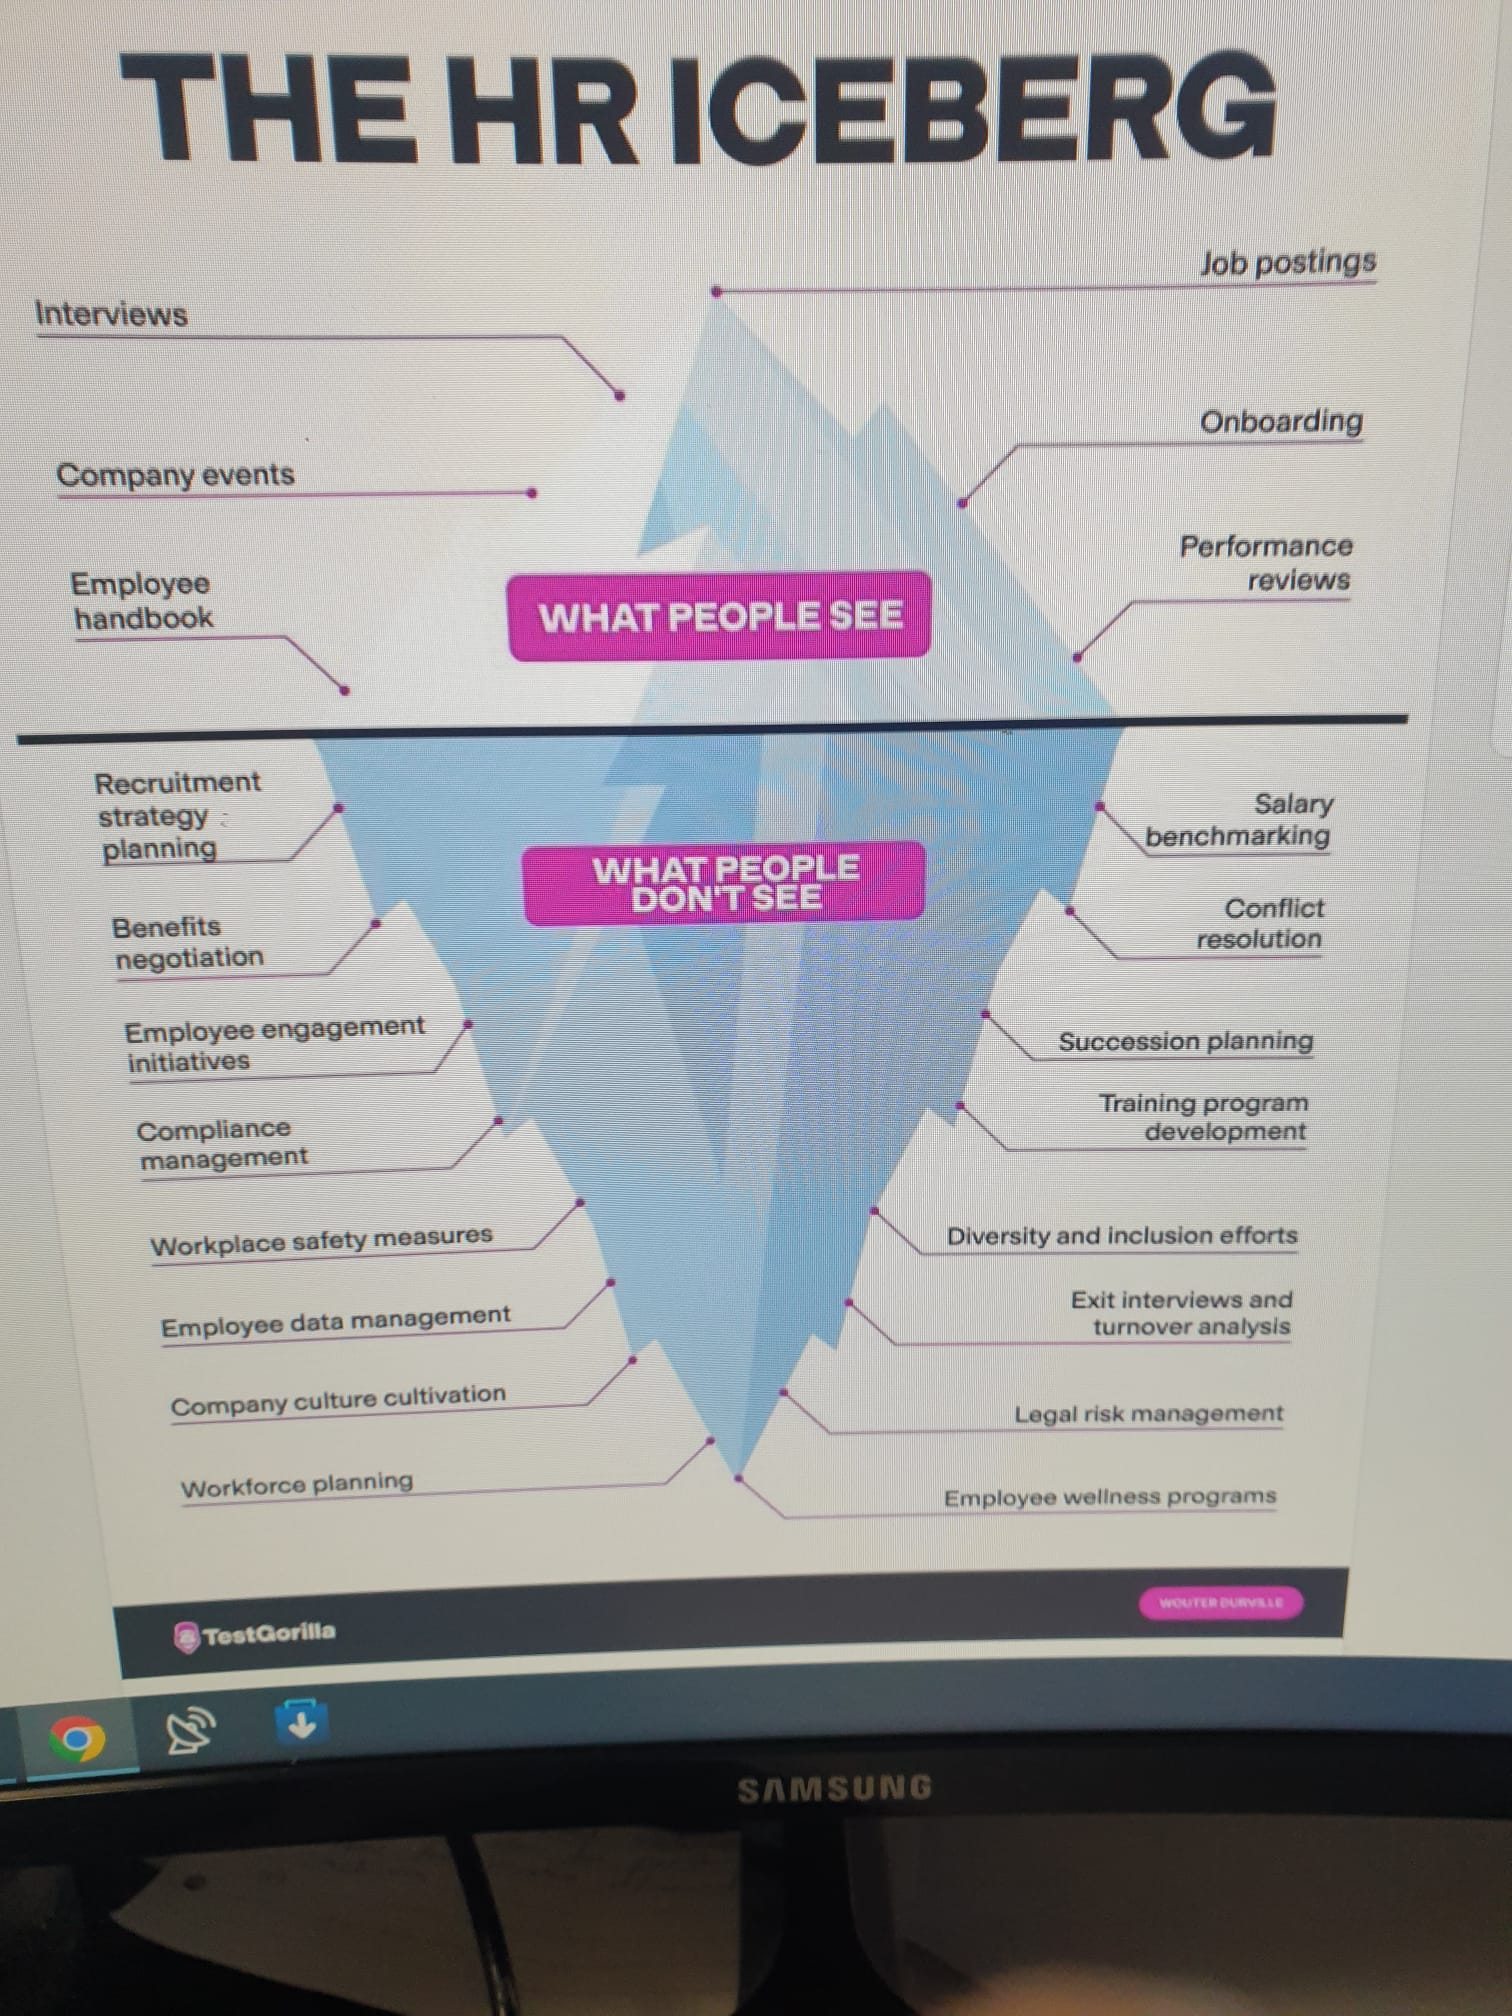 THE HR ICEBERG
Job postings
Interviews
Onboarding
Company events
Performance
reviews
Employee
handbook
WHAT PEOPLE SEE
Recruitment
strategy
planning
Salary
benchmarking
WHAT PEOPLE
DON'T SEE
Benefits
negotiation
Conflict
resolution
Employee engagement
initiatives
Succession planning
Compliance
management
Training program
development
Workplace safety measures
Diversity and inclusion efforts
Employee data management
Exit interviews and
turnover analysis
Company culture cultivation
Legal risk management
Workforce planning
Employee wellness programs
TestGorilla
WOUTER DURVILLE
SAMSUNG